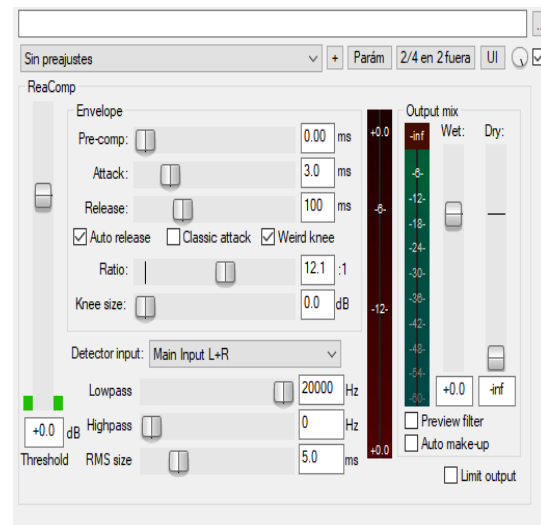 ...
Sin preajustes + Parám 2/4 en 2 fuera UI
ReaComp
Envelope
Pre-comp: 0.00 ms
Attack: 3.0 ms
Release: 100 ms
Auto release Classic attack Weird knee
Ratio: 12.1 :1
Knee size: 0.0 dB
Detector input: Main Input L+R
Lowpass 20000 Hz
Highpass 0 Hz
RMS size 5.0 ms
+0.0 dB
Threshold
+0.0
-6-
-12-
+0.0
Output mix
Wet: Dry:
-inf
-6-
-12-
-18-
-24-
-30-
-36-
-42-
-48-
-54-
-60-
+0.0 -inf
Preview filter
Auto make-up
Limit output